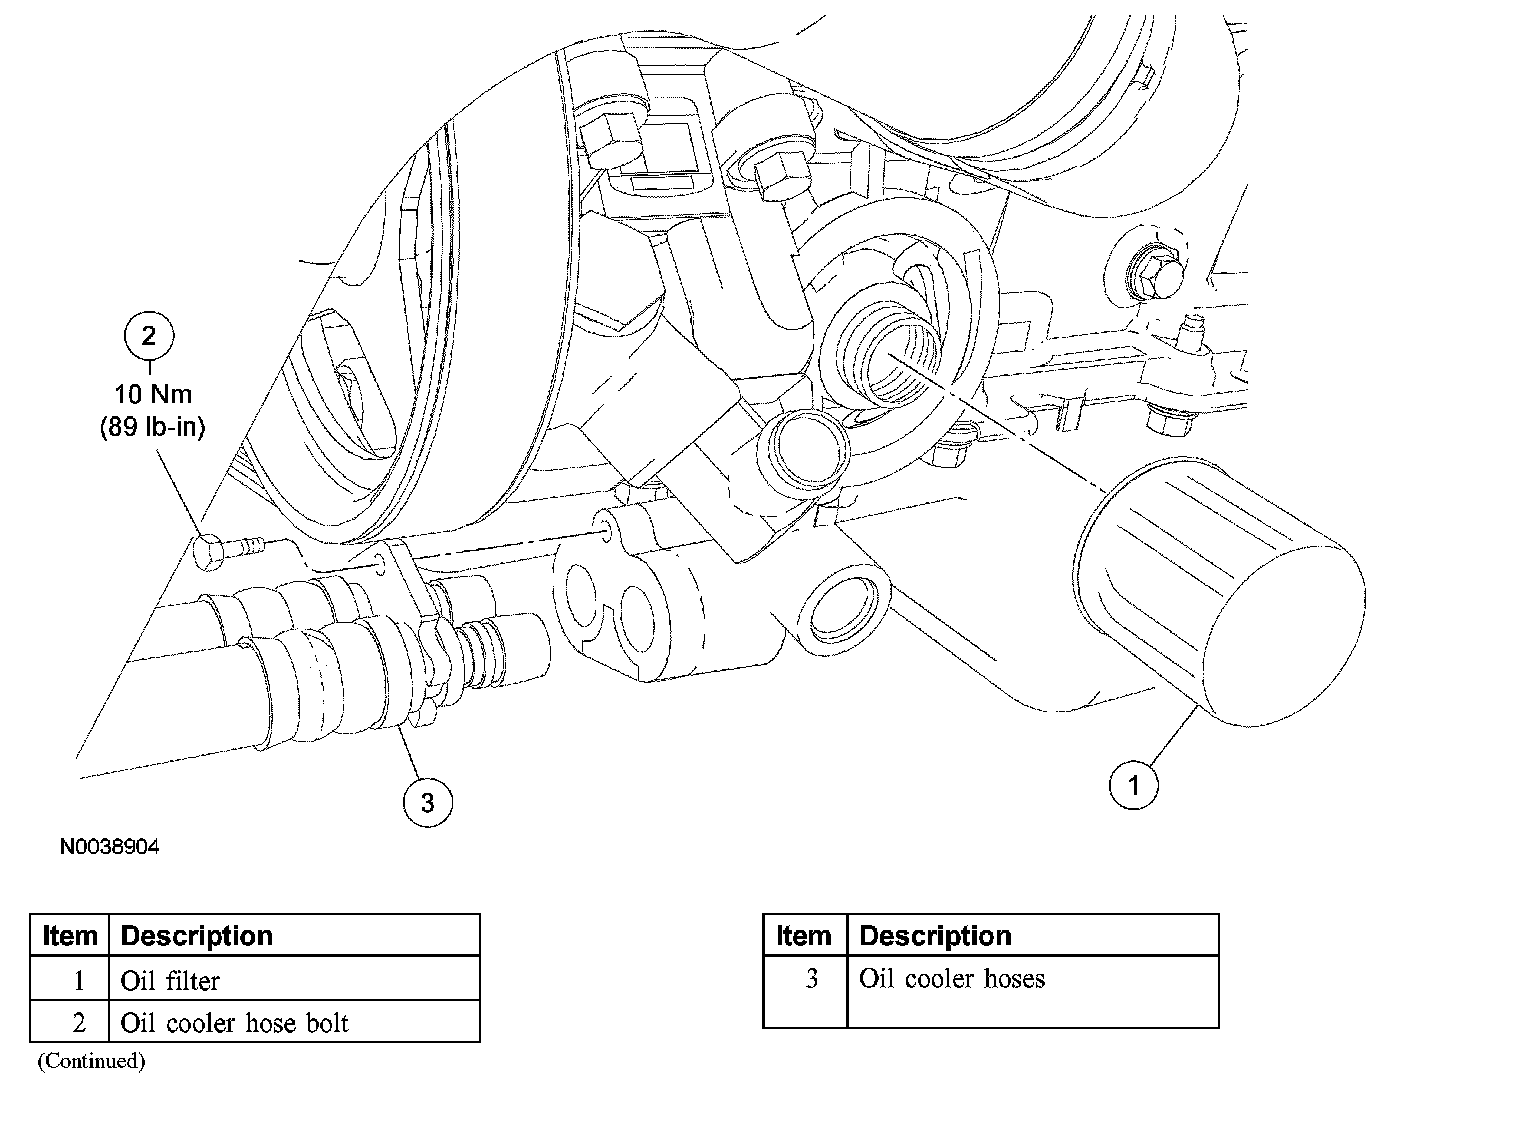 2
10 Nm
(89 lb-in)
3
1
N0038904
Item Description
1 Oil filter
2 Oil cooler hose bolt
(Continued)
Item Description
3 Oil cooler hoses